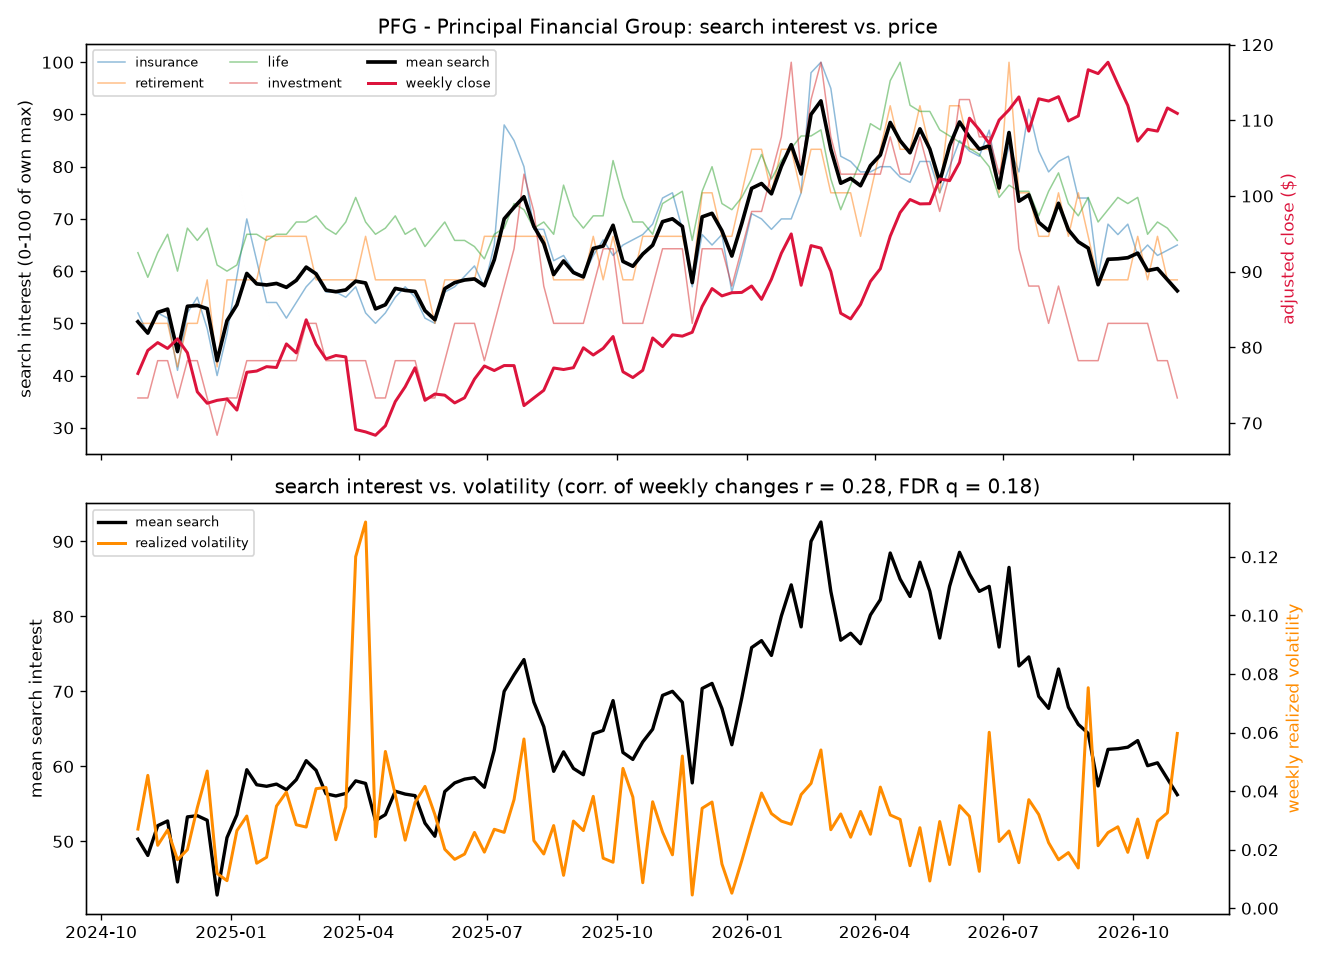 PFG - Principal Financial Group: search interest vs. price
insurance
retirement
life
investment
mean search
weekly close
100
90
80
70
60
50
40
30
search interest (0-100 of own max)
120
110
100
90
80
70
adjusted close ($)
search interest vs. volatility (corr. of weekly changes r = 0.28, FDR q = 0.18)
mean search
realized volatility
90
80
70
60
50
mean search interest
0.12
0.10
0.08
0.06
0.04
0.02
0.00
weekly realized volatility
2024-10
2025-01
2025-04
2025-07
2025-10
2026-01
2026-04
2026-07
2026-10